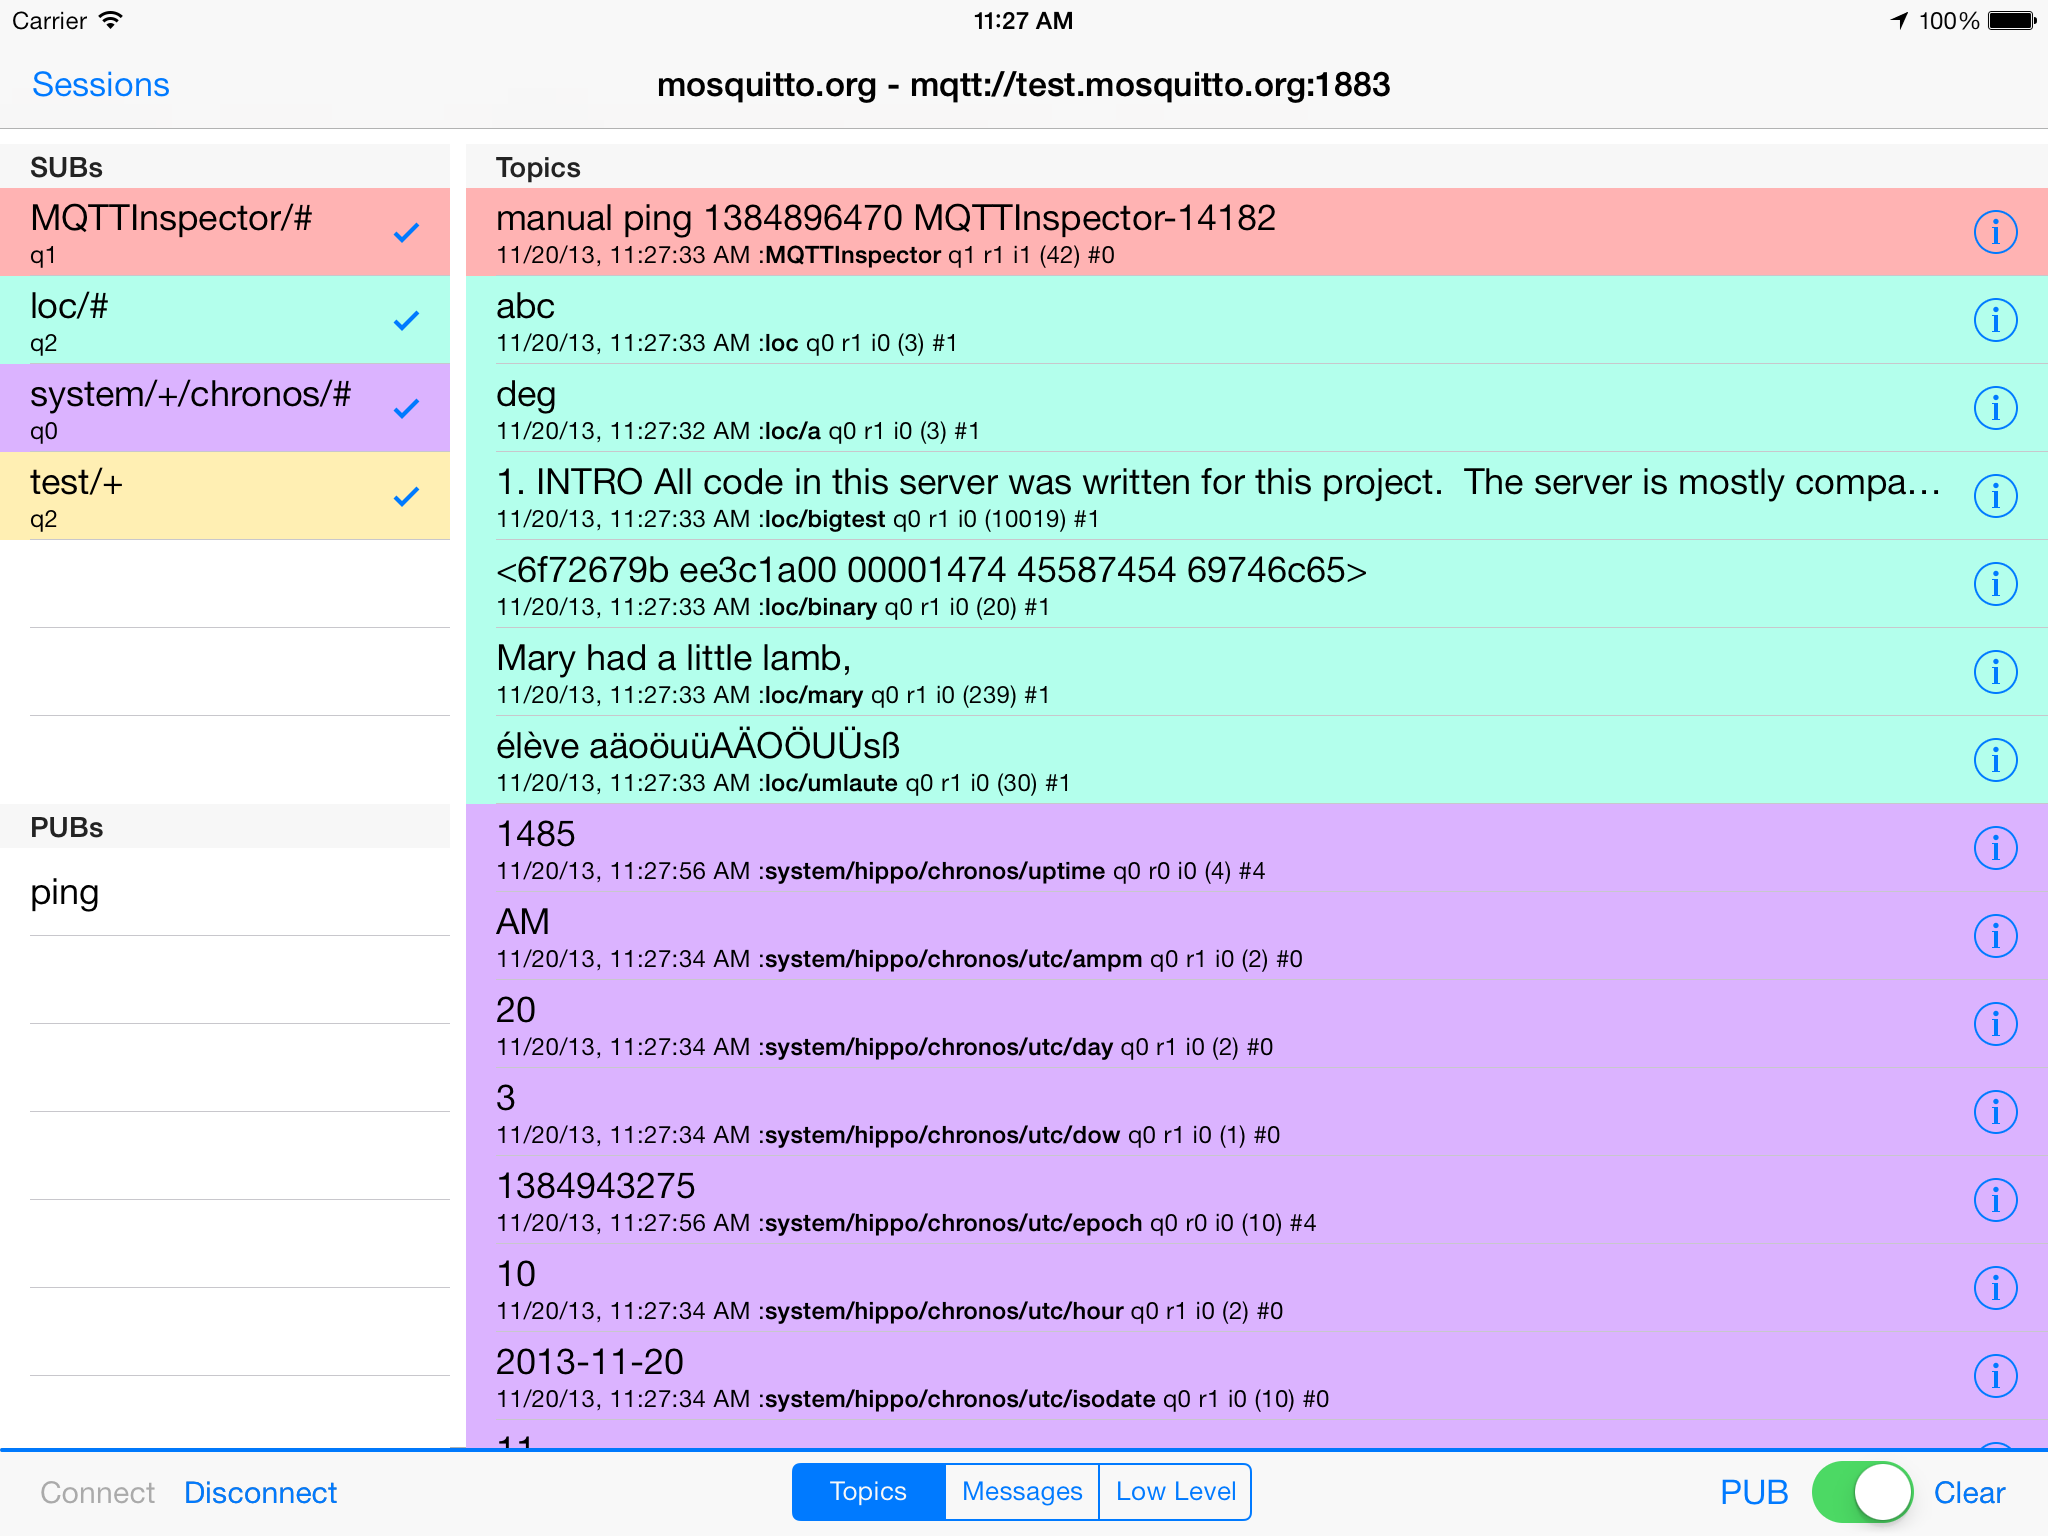 Carrier 11:27 AM 100%
Sessions mosquitto.org - mqtt://test.mosquitto.org:1883
SUBs
MQTTInspector/#
q1
loc/#
q2
system/+/chronos/#
q0
test/+
q2
PUBs
ping
Topics
manual ping 1384896470 MQTTInspector-14182
11/20/13, 11:27:33 AM :MQTTInspector q1 r1 i1 (42) #0
abc
11/20/13, 11:27:33 AM :loc q0 r1 i0 (3) #1
deg
11/20/13, 11:27:32 AM :loc/a q0 r1 i0 (3) #1
1. INTRO All code in this server was written for this project.  The server is mostly compa...
11/20/13, 11:27:33 AM :loc/bigtest q0 r1 i0 (10019) #1
<6f72679b ee3c1a00 00001474 45587454 69746c65>
11/20/13, 11:27:33 AM :loc/binary q0 r1 i0 (20) #1
Mary had a little lamb,
11/20/13, 11:27:33 AM :loc/mary q0 r1 i0 (239) #1
élève aäoöuüAÄOÖUÜsß
11/20/13, 11:27:33 AM :loc/umlaute q0 r1 i0 (30) #1
1485
11/20/13, 11:27:56 AM :system/hippo/chronos/uptime q0 r0 i0 (4) #4
AM
11/20/13, 11:27:34 AM :system/hippo/chronos/utc/ampm q0 r1 i0 (2) #0
20
11/20/13, 11:27:34 AM :system/hippo/chronos/utc/day q0 r1 i0 (2) #0
3
11/20/13, 11:27:34 AM :system/hippo/chronos/utc/dow q0 r1 i0 (1) #0
1384943275
11/20/13, 11:27:56 AM :system/hippo/chronos/utc/epoch q0 r0 i0 (10) #4
10
11/20/13, 11:27:34 AM :system/hippo/chronos/utc/hour q0 r1 i0 (2) #0
2013-11-20
11/20/13, 11:27:34 AM :system/hippo/chronos/utc/isodate q0 r1 i0 (10) #0
Connect Disconnect Topics Messages Low Level PUB Clear